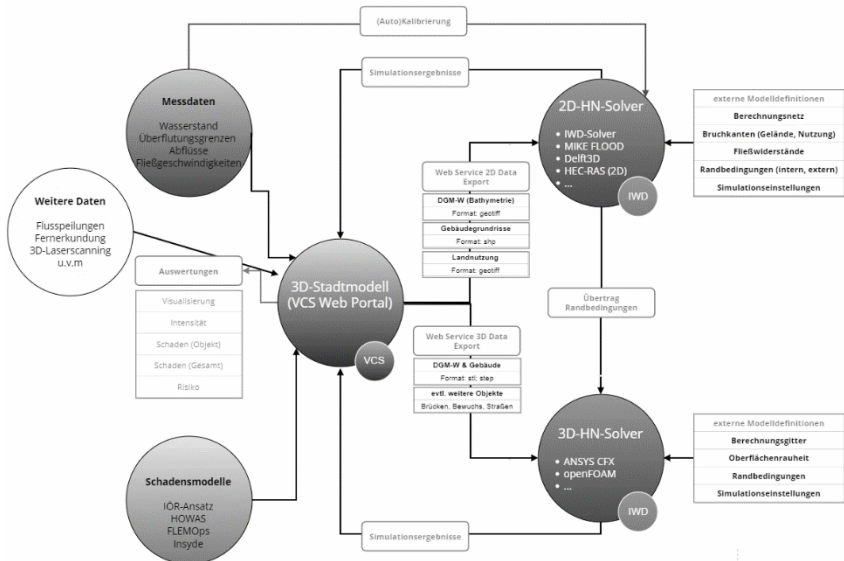 (Auto)Kalibrierung
Simulationsergebnisse
Messdaten
Wasserstand
Überflutungsgrenzen
Abflüsse
Fließgeschwindigkeiten
Weitere Daten
Flusspeilungen
Fernerkundung
3D-Laserscanning
u.v.m
Auswertungen
Visualisierung
Intensität
Schaden (Objekt)
Schaden (Gesamt)
Risiko
3D-Stadtmodell
(VCS Web Portal)
VCS
Schadensmodelle
IÖR-Ansatz
HOWAS
FLEMOps
Insyde
Web Service 2D Data
Export
DGM-W (Bathymetrie)
Format: geotiff
Gebäudegrundrisse
Format: shp
Landnutzung
Format: geotiff
Web Service 3D Data
Export
DGM-W & Gebäude
Format: stl; step
evtl. weitere Objekte
Brücken, Bewuchs, Straßen
2D-HN-Solver
• IWD-Solver
• MIKE FLOOD
• Delft3D
• HEC-RAS (2D)
• ...
IWD
externe Modelldefinitionen
Berechnungsnetz
Bruchkanten (Gelände, Nutzung)
Fließwiderstände
Randbedingungen (intern, extern)
Simulationseinstellungen
Übertrag
Randbedingungen
3D-HN-Solver
• ANSYS CFX
• openFOAM
• ...
IWD
externe Modelldefinitionen
Berechnungsgitter
Oberflächenrauheit
Randbedingungen
Simulationseinstellungen
Simulationsergebnisse